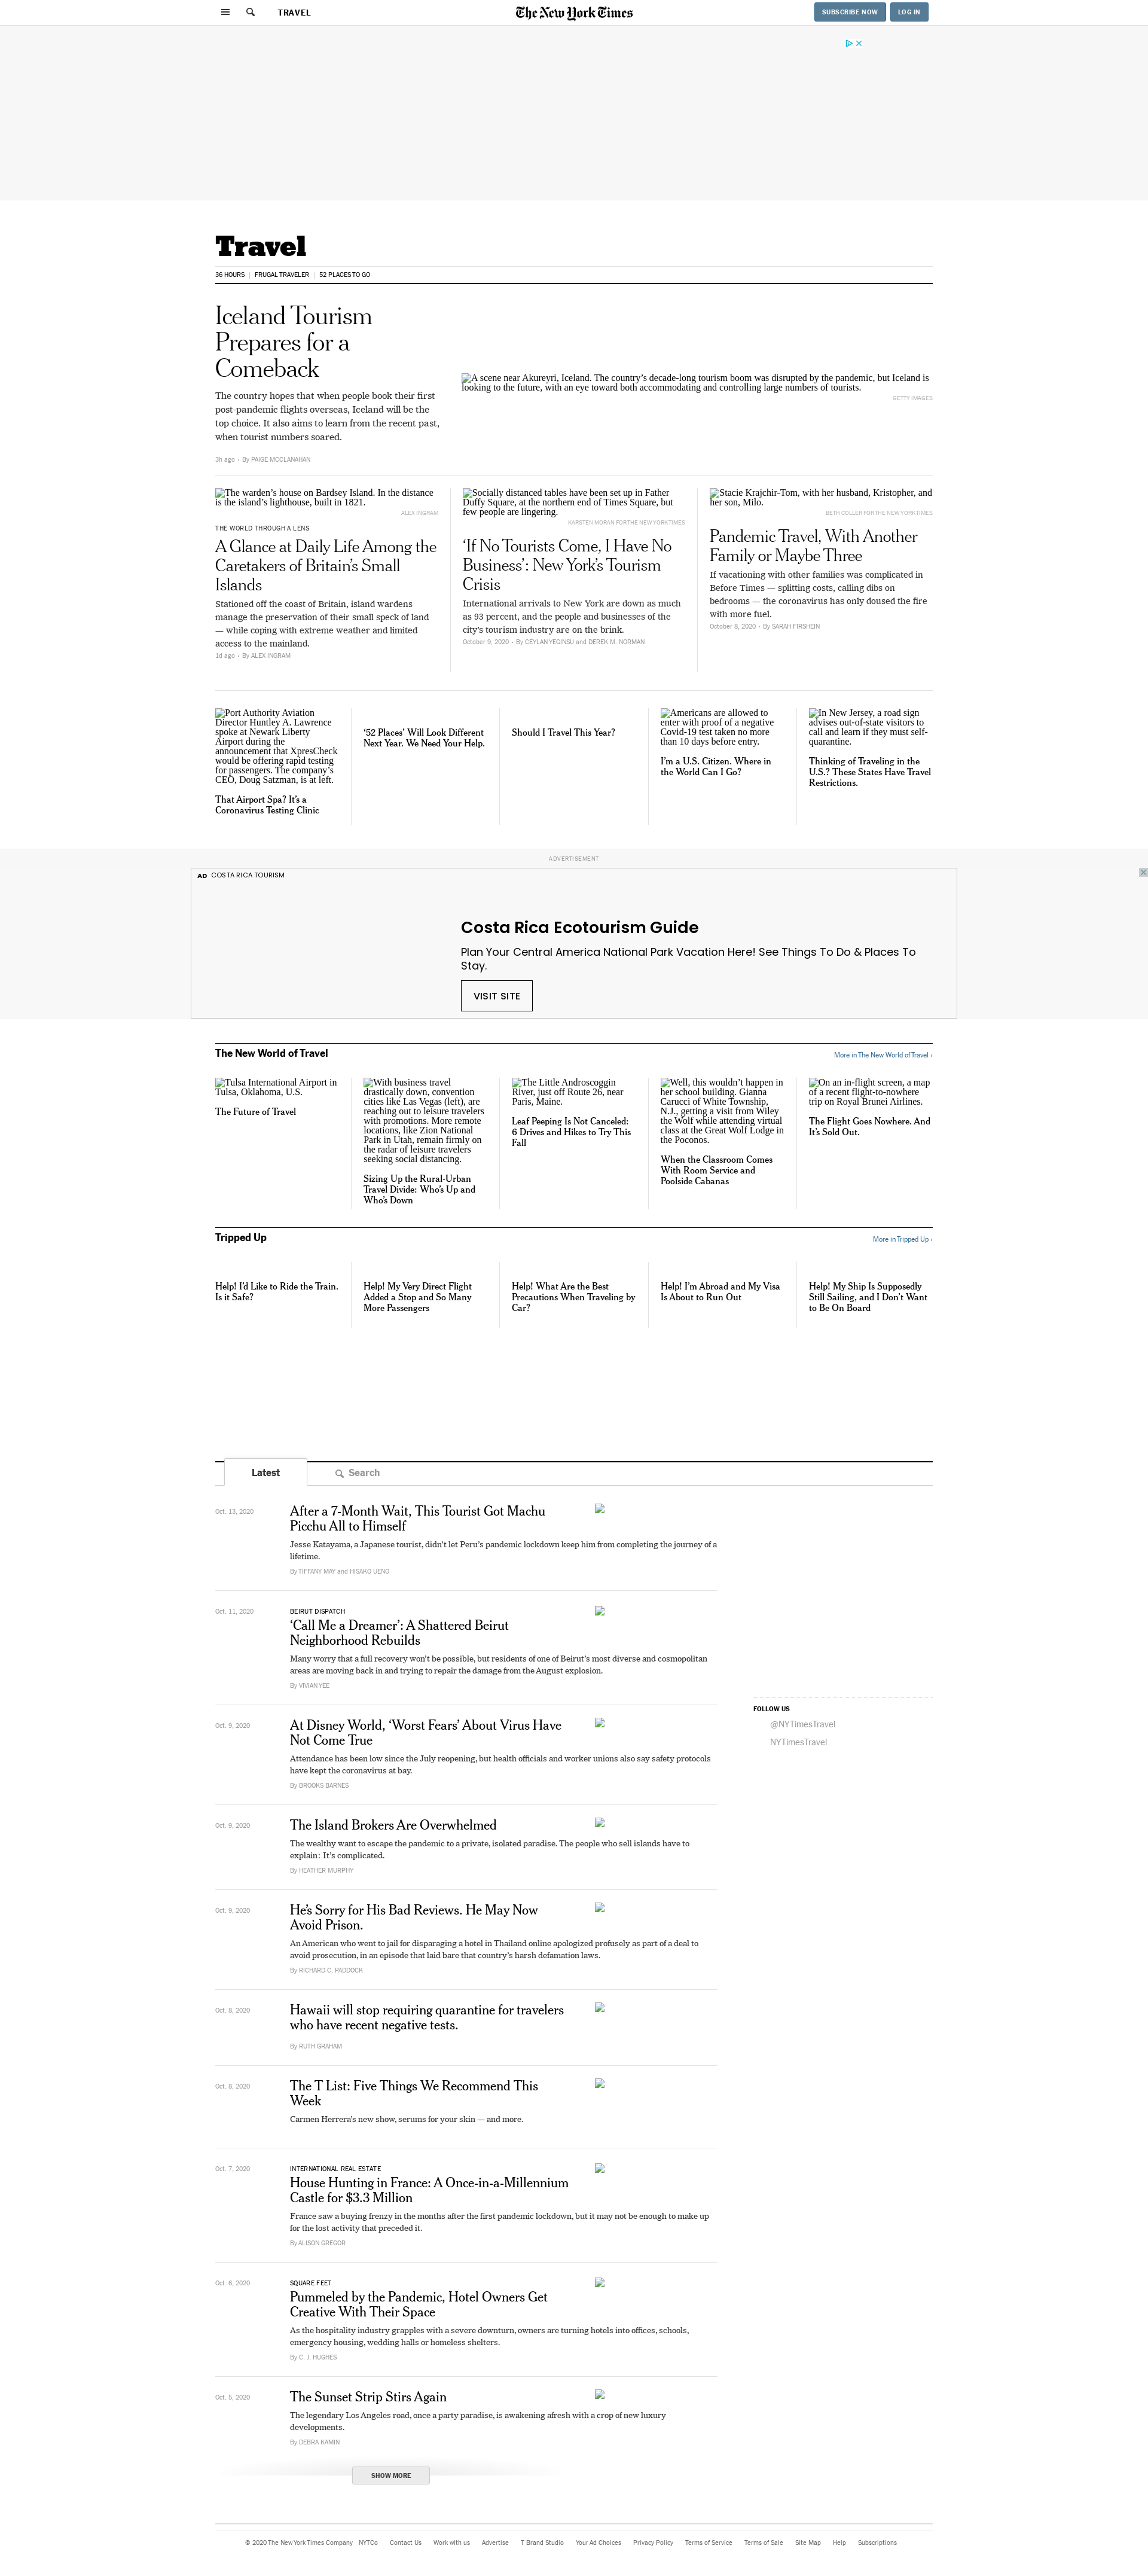 TRAVEL
The New York Times
SUBSCRIBE NOW
LOG IN
Travel
36 HOURS
FRUGAL TRAVELER
52 PLACES TO GO
Iceland Tourism
Prepares for a
Comeback
The country hopes that when people book their first
post-pandemic flights overseas, Iceland will be the
top choice. It also aims to learn from the recent past,
when tourist numbers soared.
3h ago - By PAIGE MCCLANAHAN
A scene near Akureyri, Iceland. The country’s decade-long tourism boom was disrupted by the pandemic, but Iceland is
looking to the future, with an eye toward both accommodating and controlling large numbers of tourists.
GETTY IMAGES
The warden’s house on Bardsey Island. In the distance
is the island’s lighthouse, built in 1821.
ALEX INGRAM
THE WORLD THROUGH A LENS
A Glance at Daily Life Among the
Caretakers of Britain’s Small
Islands
Stationed off the coast of Britain, island wardens
manage the preservation of their small speck of land
— while coping with extreme weather and limited
access to the mainland.
1d ago - By ALEX INGRAM
Socially distanced tables have been set up in Father
Duffy Square, at the northern end of Times Square, but
few people are lingering.
KARSTEN MORAN FOR THE NEW YORK TIMES
‘If No Tourists Come, I Have No
Business’: New York’s Tourism
Crisis
International arrivals to New York are down as much
as 93 percent, and the people and businesses of the
city’s tourism industry are on the brink.
October 9, 2020 - By CEYLAN YEGINSU and DEREK M. NORMAN
Stacie Krajchir-Tom, with her husband, Kristopher, and
her son, Milo.
BETH COLLER FOR THE NEW YORK TIMES
Pandemic Travel, With Another
Family or Maybe Three
If vacationing with other families was complicated in
Before Times — splitting costs, calling dibs on
bedrooms — the coronavirus has only doused the fire
with more fuel.
October 8, 2020 - By SARAH FIRSHEIN
Port Authority Aviation
Director Huntley A. Lawrence
spoke at Newark Liberty
Airport during the
announcement that XpresCheck
would be offering rapid testing
for passengers. The company’s
CEO, Doug Satzman, is at left.
That Airport Spa? It’s a
Coronavirus Testing Clinic
‘52 Places’ Will Look Different
Next Year. We Need Your Help.
Should I Travel This Year?
Americans are allowed to
enter with proof of a negative
Covid-19 test taken no more
than 10 days before entry.
I’m a U.S. Citizen. Where in
the World Can I Go?
In New Jersey, a road sign
advises out-of-state visitors to
call and learn if they must self-
quarantine.
Thinking of Traveling in the
U.S.? These States Have Travel
Restrictions.
ADVERTISEMENT
AD COSTA RICA TOURISM
Costa Rica Ecotourism Guide
Plan Your Central America National Park Vacation Here! See Things To Do & Places To
Stay.
VISIT SITE
The New World of Travel
More in The New World of Travel ›
Tulsa International Airport in
Tulsa, Oklahoma, U.S.
The Future of Travel
With business travel
drastically down, convention
cities like Las Vegas (left), are
reaching out to leisure travelers
with promotions. More remote
locations, like Zion National
Park in Utah, remain firmly on
the radar of leisure travelers
seeking social distancing.
Sizing Up the Rural-Urban
Travel Divide: Who’s Up and
Who’s Down
The Little Androscoggin
River, just off Route 26, near
Paris, Maine.
Leaf Peeping Is Not Canceled:
6 Drives and Hikes to Try This
Fall
Well, this wouldn’t happen in
her school building. Gianna
Carucci of White Township,
N.J., getting a visit from Wiley
the Wolf while attending virtual
class at the Great Wolf Lodge in
the Poconos.
When the Classroom Comes
With Room Service and
Poolside Cabanas
On an in-flight screen, a map
of a recent flight-to-nowhere
trip on Royal Brunei Airlines.
The Flight Goes Nowhere. And
It’s Sold Out.
Tripped Up
More in Tripped Up ›
Help! I’d Like to Ride the Train.
Is it Safe?
Help! My Very Direct Flight
Added a Stop and So Many
More Passengers
Help! What Are the Best
Precautions When Traveling by
Car?
Help! I’m Abroad and My Visa
Is About to Run Out
Help! My Ship Is Supposedly
Still Sailing, and I Don’t Want
to Be On Board
Latest
Search
Oct. 13, 2020
After a 7-Month Wait, This Tourist Got Machu
Picchu All to Himself
Jesse Katayama, a Japanese tourist, didn’t let Peru’s pandemic lockdown keep him from completing the journey of a
lifetime.
By TIFFANY MAY and HISAKO UENO
Oct. 11, 2020
BEIRUT DISPATCH
‘Call Me a Dreamer’: A Shattered Beirut
Neighborhood Rebuilds
Many worry that a full recovery won’t be possible, but residents of one of Beirut’s most diverse and cosmopolitan
areas are moving back in and trying to repair the damage from the August explosion.
By VIVIAN YEE
FOLLOW US
@NYTimesTravel
NYTimesTravel
Oct. 9, 2020
At Disney World, ‘Worst Fears’ About Virus Have
Not Come True
Attendance has been low since the July reopening, but health officials and worker unions also say safety protocols
have kept the coronavirus at bay.
By BROOKS BARNES
Oct. 9, 2020
The Island Brokers Are Overwhelmed
The wealthy want to escape the pandemic to a private, isolated paradise. The people who sell islands have to
explain: It’s complicated.
By HEATHER MURPHY
Oct. 9, 2020
He’s Sorry for His Bad Reviews. He May Now
Avoid Prison.
An American who went to jail for disparaging a hotel in Thailand online apologized profusely as part of a deal to
avoid prosecution, in an episode that laid bare that country’s harsh defamation laws.
By RICHARD C. PADDOCK
Oct. 8, 2020
Hawaii will stop requiring quarantine for travelers
who have recent negative tests.
By RUTH GRAHAM
Oct. 8, 2020
The T List: Five Things We Recommend This
Week
Carmen Herrera’s new show, serums for your skin — and more.
Oct. 7, 2020
INTERNATIONAL REAL ESTATE
House Hunting in France: A Once-in-a-Millennium
Castle for $3.3 Million
France saw a buying frenzy in the months after the first pandemic lockdown, but it may not be enough to make up
for the lost activity that preceded it.
By ALISON GREGOR
Oct. 6, 2020
SQUARE FEET
Pummeled by the Pandemic, Hotel Owners Get
Creative With Their Space
As the hospitality industry grapples with a severe downturn, owners are turning hotels into offices, schools,
emergency housing, wedding halls or homeless shelters.
By C. J. HUGHES
Oct. 5, 2020
The Sunset Strip Stirs Again
The legendary Los Angeles road, once a party paradise, is awakening afresh with a crop of new luxury
developments.
By DEBRA KAMIN
SHOW MORE
© 2020 The New York Times Company NYTCo Contact Us Work with us Advertise T Brand Studio Your Ad Choices Privacy Policy Terms of Service Terms of Sale Site Map Help Subscriptions